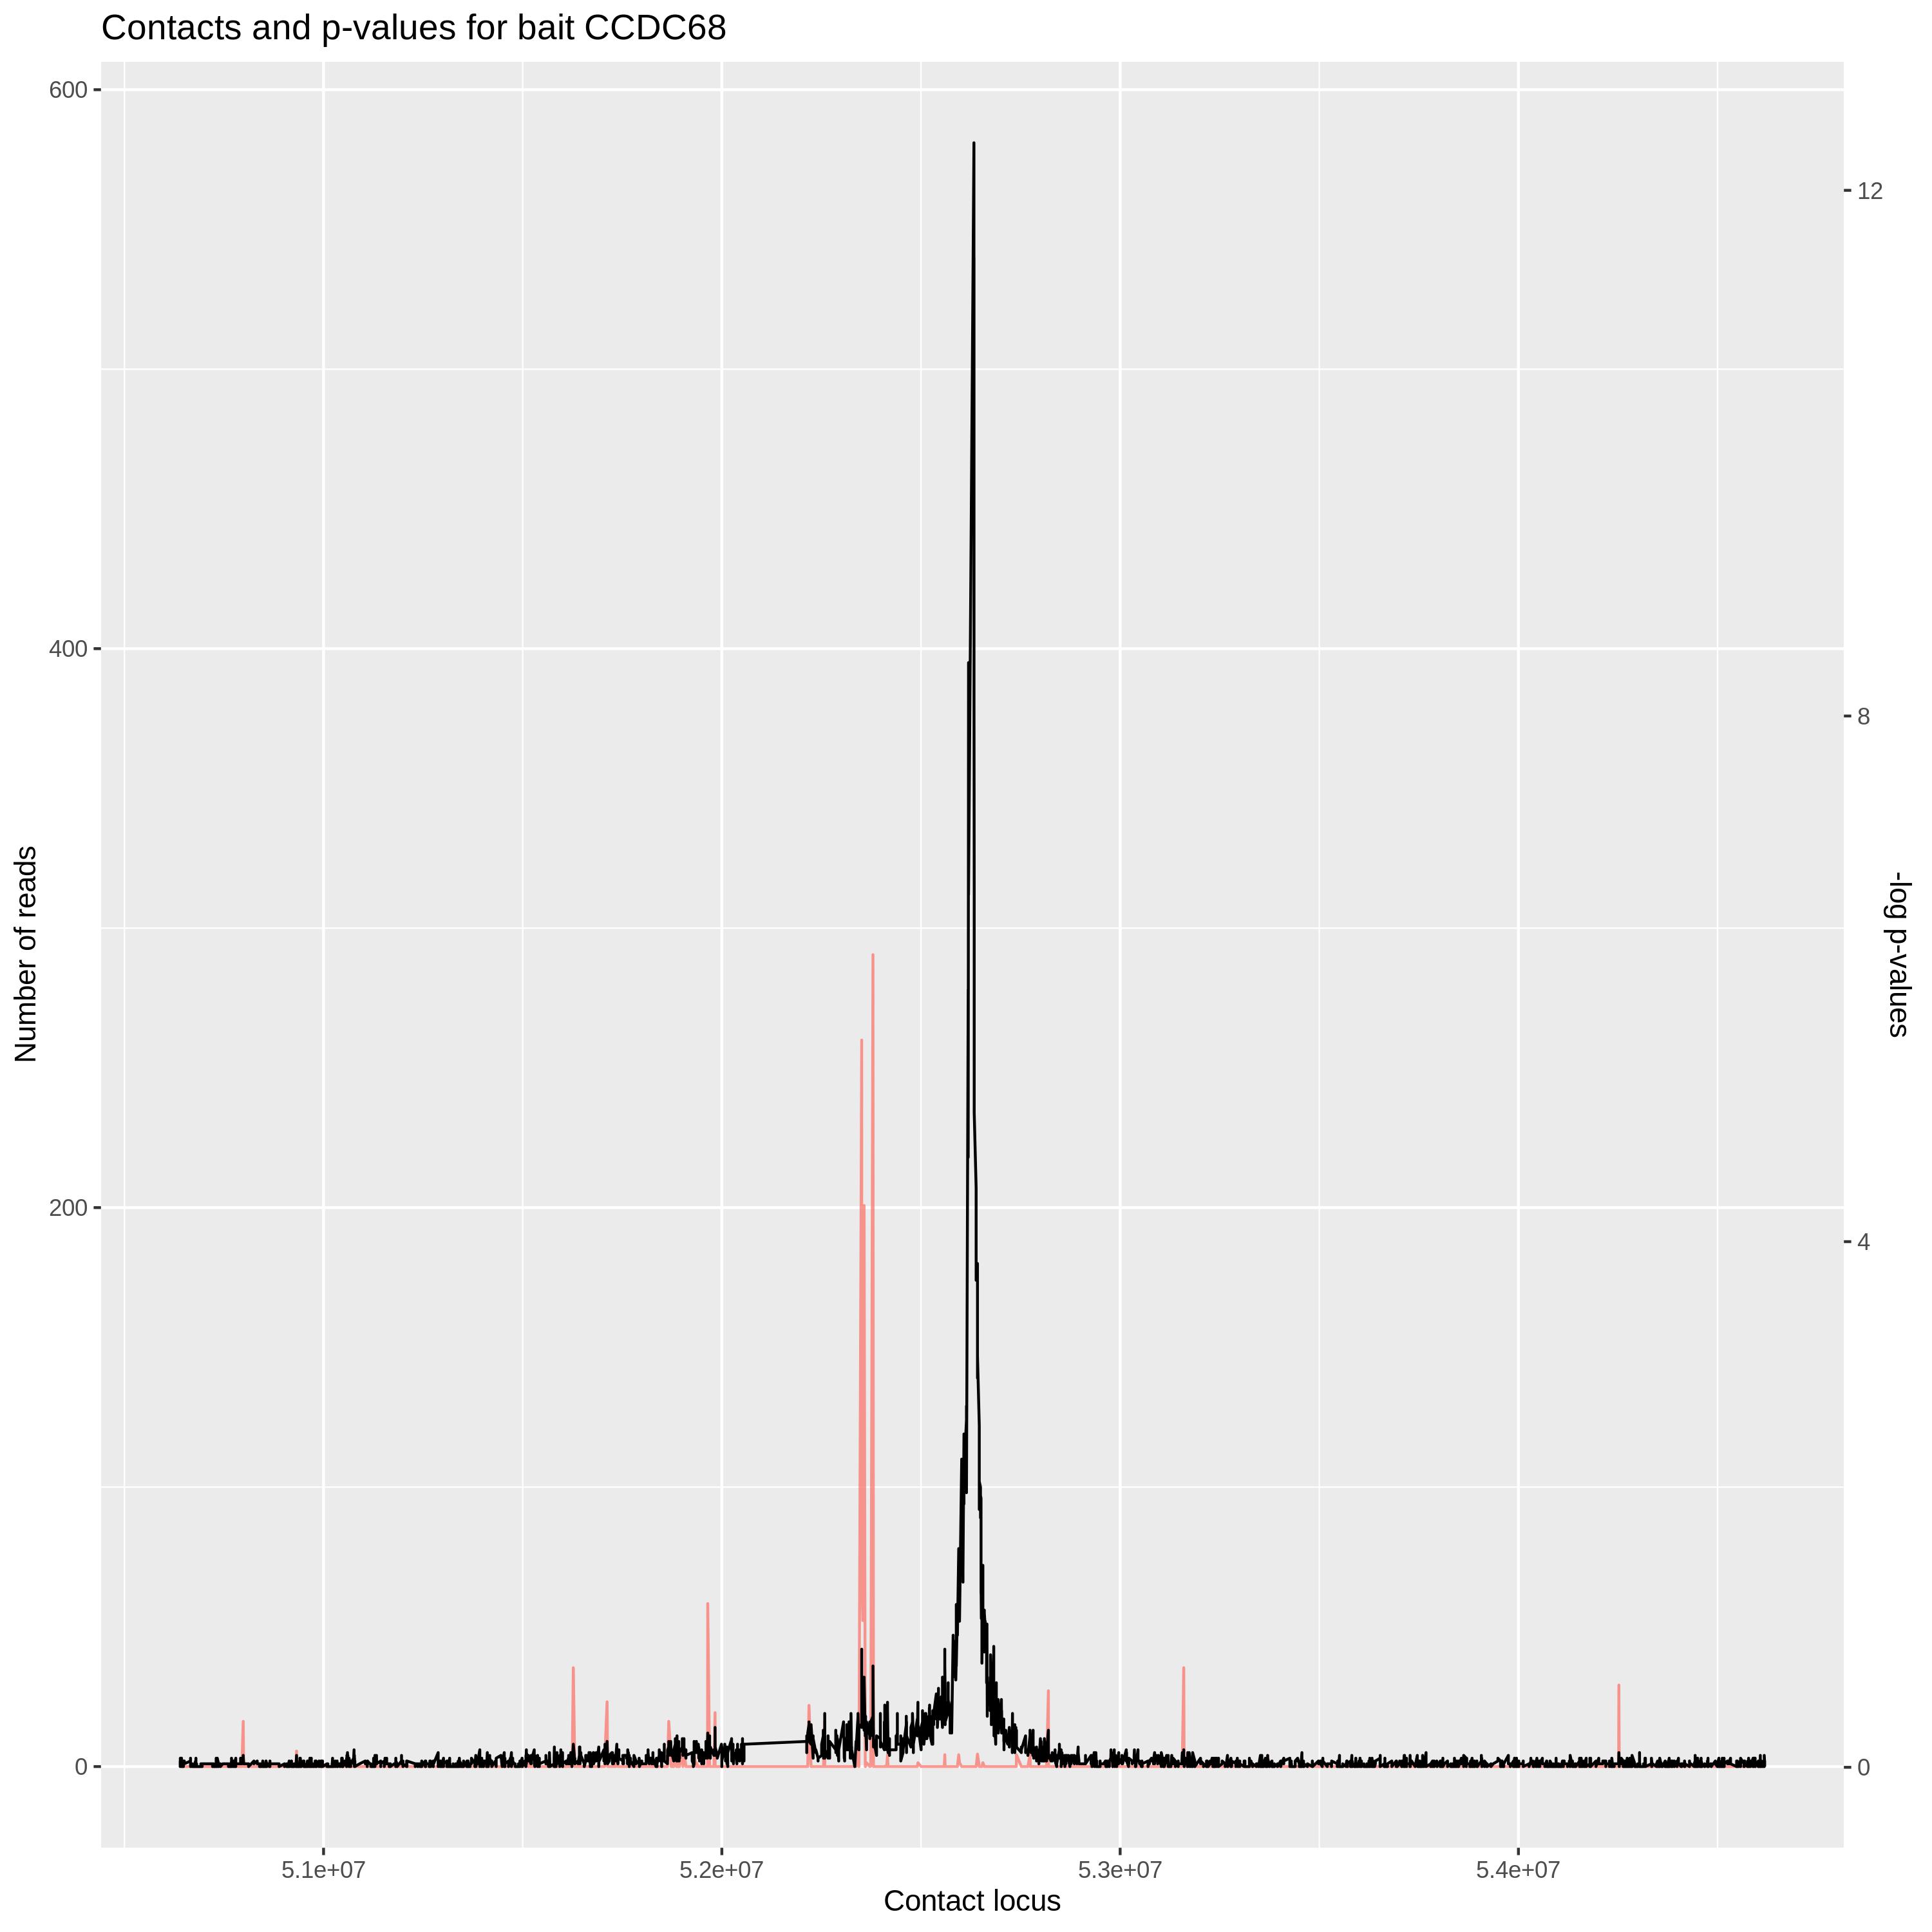 Contacts and p-values for bait CCDC68
600
400
200
0
Number of reads
12
8
4
0
-log p-values
5.1e+07
5.2e+07
5.3e+07
5.4e+07
Contact locus